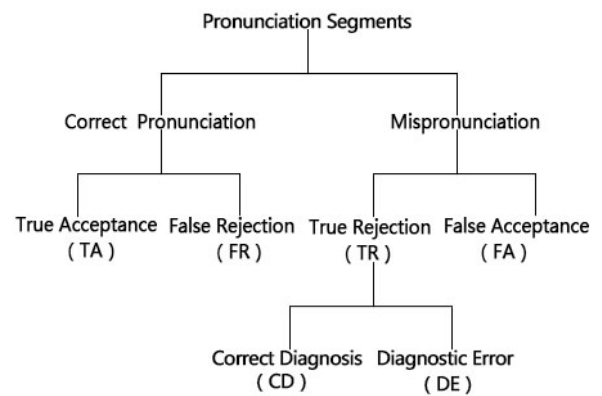 Pronunciation Segments
Correct Pronunciation
Mispronunciation
True Acceptance
( TA )
False Rejection
( FR )
True Rejection
( TR )
False Acceptance
( FA )
Correct Diagnosis
( CD )
Diagnostic Error
( DE )